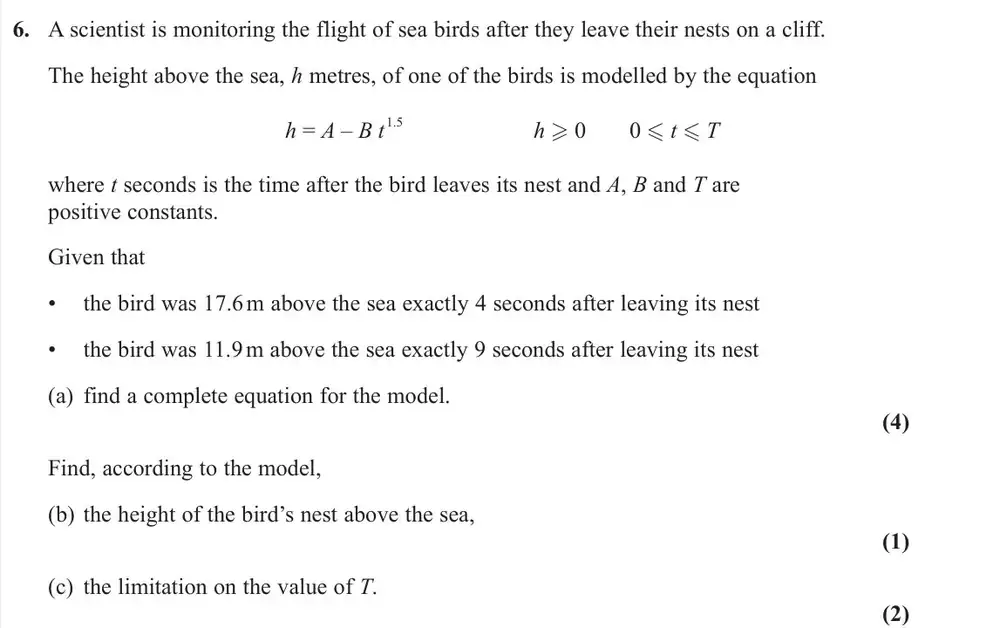 6. A scientist is monitoring the flight of sea birds after they leave their nests on a cliff.
The height above the sea, h metres, of one of the birds is modelled by the equation
h = A – B t^1.5 h ⩾ 0 0 ⩽ t ⩽ T
where t seconds is the time after the bird leaves its nest and A, B and T are
positive constants.
Given that
• the bird was 17.6 m above the sea exactly 4 seconds after leaving its nest
• the bird was 11.9 m above the sea exactly 9 seconds after leaving its nest
(a) find a complete equation for the model.
(4)
Find, according to the model,
(b) the height of the bird’s nest above the sea,
(1)
(c) the limitation on the value of T.
(2)